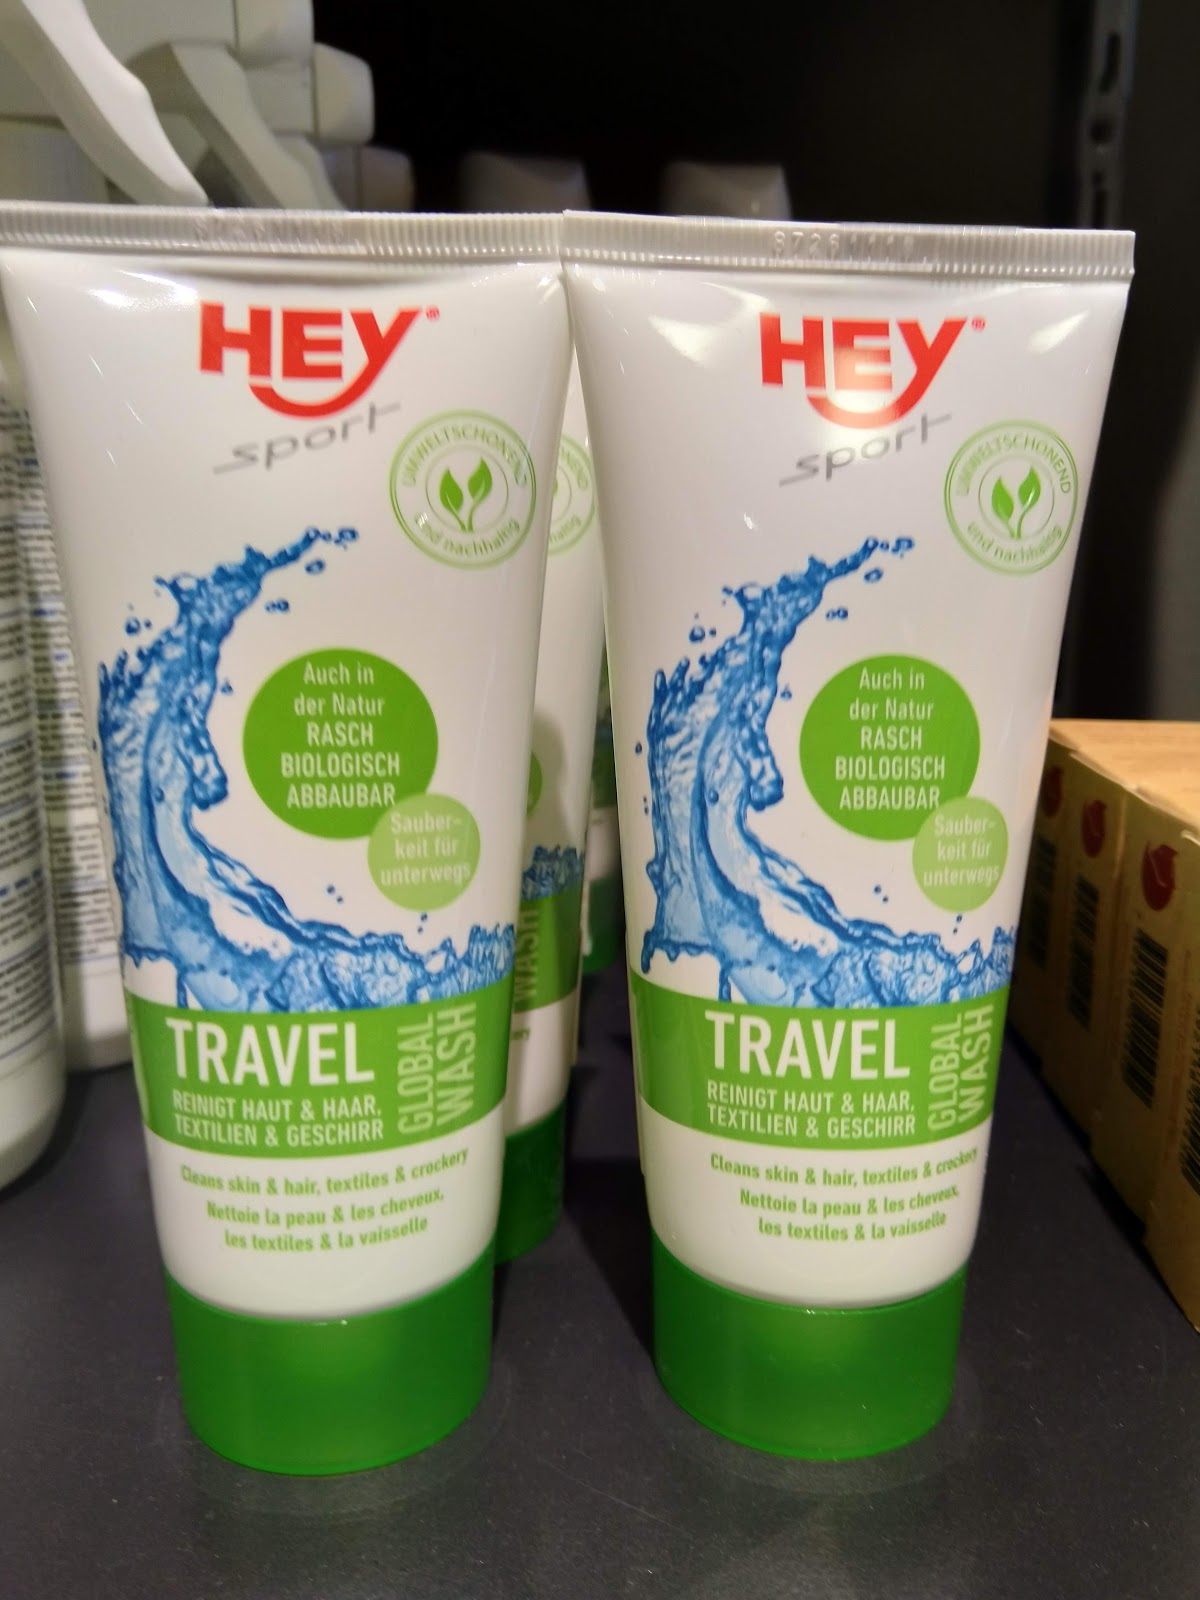 HEY®
sport
UMWELTSCHONEND
und nachhaltig
Auch in
der Natur
RASCH
BIOLOGISCH
ABBAUBAR
Sauber-
keit für
unterwegs
TRAVEL
GLOBAL
WASH
REINIGT HAUT & HAAR,
TEXTILIEN & GESCHIRR
Cleans skin & hair, textiles & crockery
Nettoie la peau & les cheveux,
les textiles & la vaisselle
WASH
HEY®
sport
UMWELTSCHONEND
und nachhaltig
Auch in
der Natur
RASCH
BIOLOGISCH
ABBAUBAR
Sauber-
keit für
unterwegs
TRAVEL
GLOBAL
WASH
REINIGT HAUT & HAAR,
TEXTILIEN & GESCHIRR
Cleans skin & hair, textiles & crockery
Nettoie la peau & les cheveux,
les textiles & la vaisselle